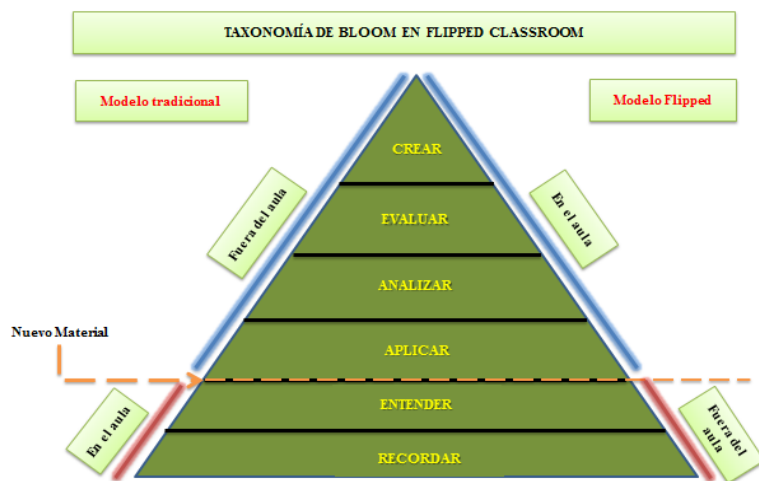 TAXONOMÍA DE BLOOM EN FLIPPED CLASSROOM
Modelo tradicional
Modelo Flipped
CREAR
Fuera del aula
En el aula
EVALUAR
ANALIZAR
Nuevo Material
APLICAR
En el aula
ENTENDER
Fuera del
aula
RECORDAR